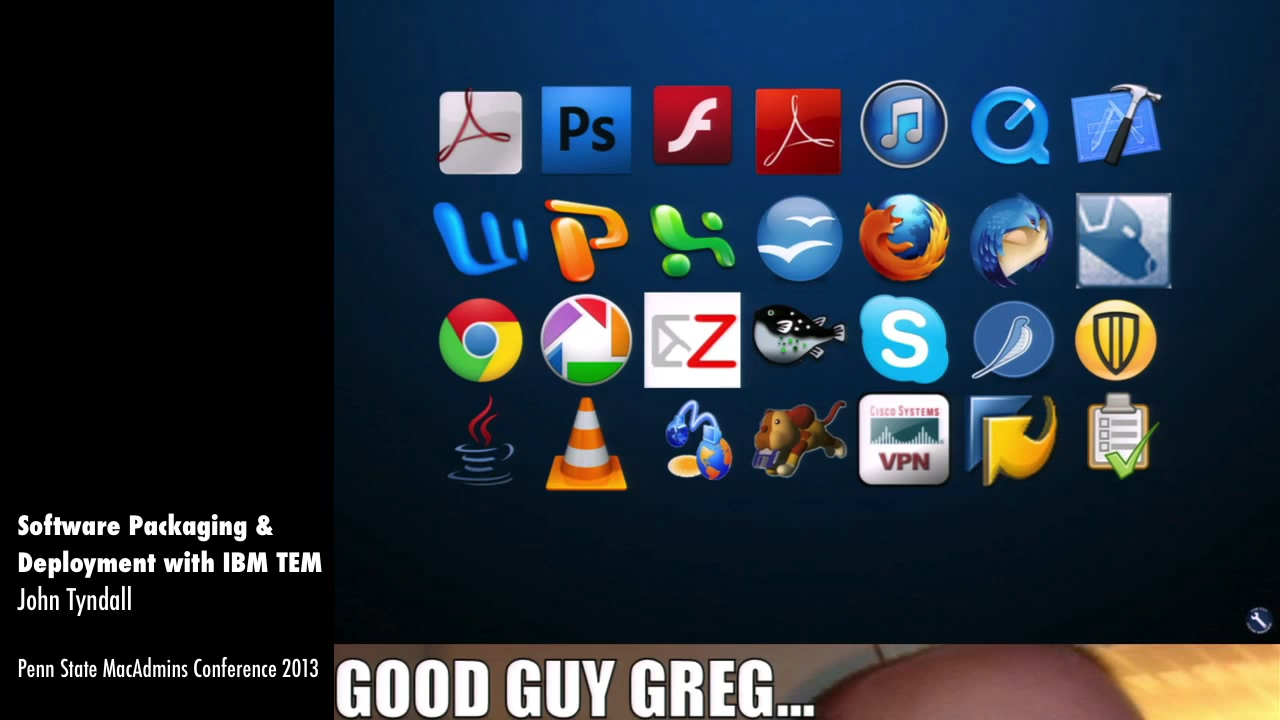 Ps
S
CISCO SYSTEMS
VPN
Software Packaging &
Deployment with IBM TEM
John Tyndall
Penn State MacAdmins Conference 2013
GOOD GUY GREG...